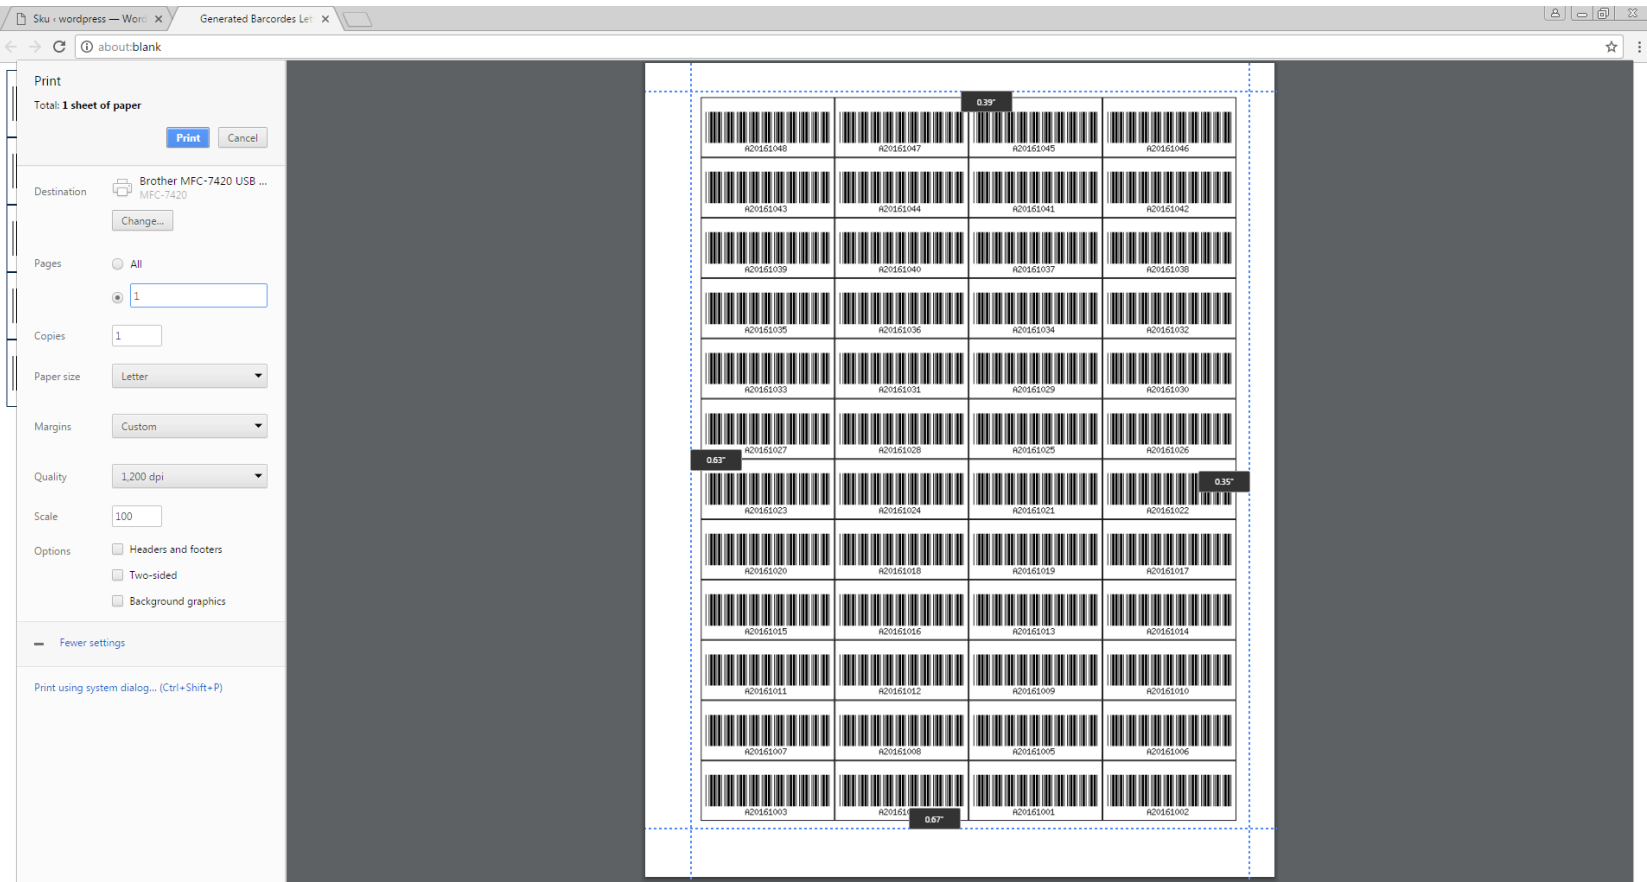 Sku ‹ wordpress — Word
Generated Barcordes Let
about:blank
Print
Total: 1 sheet of paper
Print Cancel
Destination Brother MFC-7420 USB ...
MFC-7420
Change...
Pages All
1
Copies 1
Paper size Letter
Margins Custom
Quality 1,200 dpi
Scale 100
Options Headers and footers
Two-sided
Background graphics
Fewer settings
Print using system dialog... (Ctrl+Shift+P)
0.39"
A20161048 A20161047 A20161045 A20161046
A20161043 A20161044 A20161041 A20161042
A20161039 A20161040 A20161037 A20161038
A20161035 A20161036 A20161034 A20161032
A20161033 A20161031 A20161029 A20161030
A20161027 A20161028 A20161025 A20161026
0.63"
0.35"
A20161023 A20161024 A20161021 A20161022
A20161020 A20161018 A20161019 A20161017
A20161015 A20161016 A20161013 A20161014
A20161011 A20161012 A20161009 A20161010
A20161007 A20161008 A20161005 A20161006
A20161003 A20161001 A20161002
0.67"